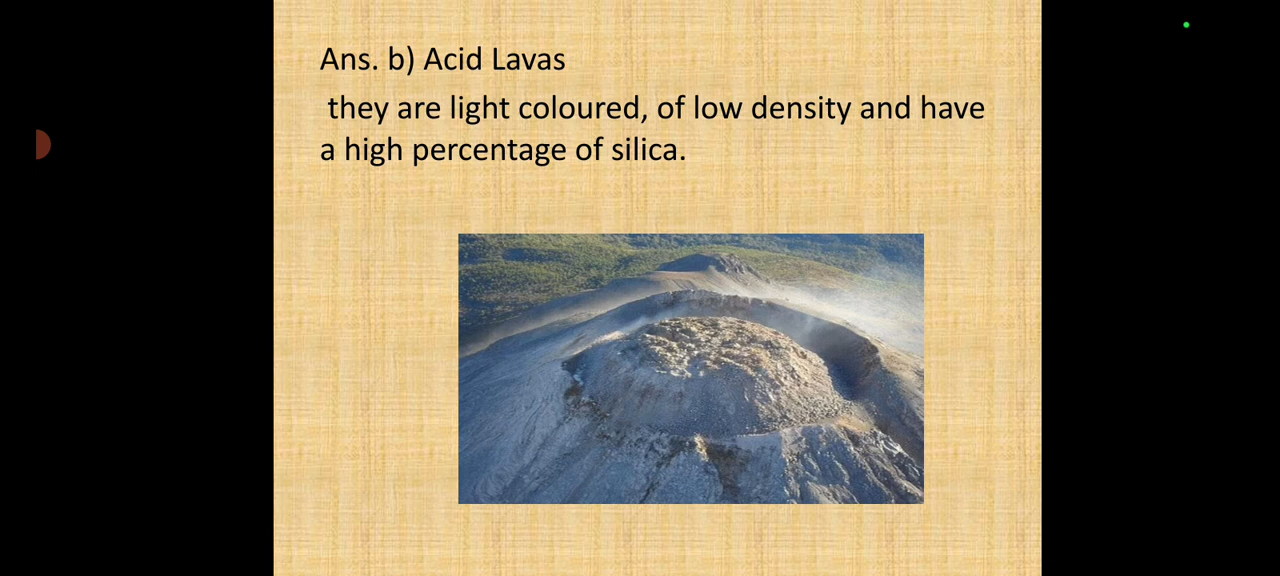 Ans. b) Acid Lavas
they are light coloured, of low density and have
a high percentage of silica.